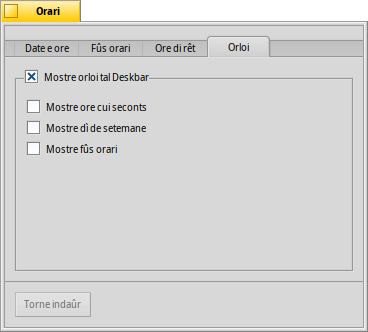 Orari
Date e ore
Fûs orari
Ore di rêt
Orloi
Mostre orloi tal Deskbar
Mostre ore cui seconts
Mostre dì de setemane
Mostre fûs orari
Torne indaûr